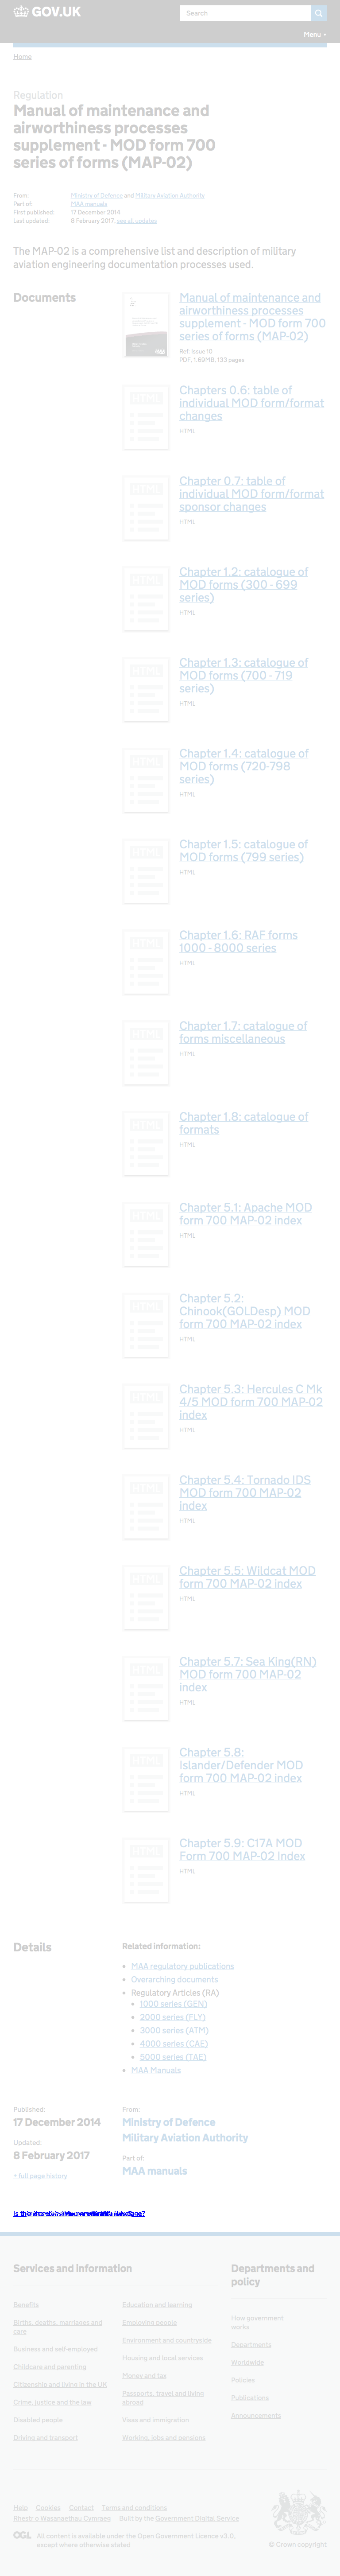 GOV.UK
Search
Menu
Home
Regulation
Manual of maintenance and
airworthiness processes
supplement - MOD form 700
series of forms (MAP-02)
From: Ministry of Defence and Military Aviation Authority
Part of: MAA manuals
First published: 17 December 2014
Last updated: 8 February 2017, see all updates
The MAP-02 is a comprehensive list and description of military
aviation engineering documentation processes used.
Documents
Manual of maintenance and
airworthiness processes
supplement - MOD form 700
series of forms (MAP-02)
Ref: Issue 10
PDF, 1.69MB, 133 pages
Chapters 0.6: table of
individual MOD form/format
changes
HTML
Chapter 0.7: table of
individual MOD form/format
sponsor changes
HTML
Chapter 1.2: catalogue of
MOD forms (300 - 699
series)
HTML
Chapter 1.3: catalogue of
MOD forms (700 - 719
series)
HTML
Chapter 1.4: catalogue of
MOD forms (720-798
series)
HTML
Chapter 1.5: catalogue of
MOD forms (799 series)
HTML
Chapter 1.6: RAF forms
1000 - 8000 series
HTML
Chapter 1.7: catalogue of
forms miscellaneous
HTML
Chapter 1.8: catalogue of
formats
HTML
Chapter 5.1: Apache MOD
form 700 MAP-02 index
HTML
Chapter 5.2:
Chinook(GOLDesp) MOD
form 700 MAP-02 index
HTML
Chapter 5.3: Hercules C Mk
4/5 MOD form 700 MAP-02
index
HTML
Chapter 5.4: Tornado IDS
MOD form 700 MAP-02
index
HTML
Chapter 5.5: Wildcat MOD
form 700 MAP-02 index
HTML
Chapter 5.7: Sea King(RN)
MOD form 700 MAP-02
index
HTML
Chapter 5.8:
Islander/Defender MOD
form 700 MAP-02 index
HTML
Chapter 5.9: C17A MOD
Form 700 MAP-02 Index
HTML
Details
Related information:
MAA regulatory publications
Overarching documents
Regulatory Articles (RA)
1000 series (GEN)
2000 series (FLY)
3000 series (ATM)
4000 series (CAE)
5000 series (TAE)
MAA Manuals
Published:
17 December 2014
Updated:
8 February 2017
+ full page history
From:
Ministry of Defence
Military Aviation Authority
Part of:
MAA manuals
Services and information
Benefits
Births, deaths, marriages and
care
Business and self-employed
Childcare and parenting
Citizenship and living in the UK
Crime, justice and the law
Disabled people
Driving and transport
Education and learning
Employing people
Environment and countryside
Housing and local services
Money and tax
Passports, travel and living
abroad
Visas and immigration
Working, jobs and pensions
Departments and
policy
How government
works
Departments
Worldwide
Policies
Publications
Announcements
Help Cookies Contact Terms and conditions
Rhestr o Wasanaethau Cymraeg Built by the Government Digital Service
OGL All content is available under the Open Government Licence v3.0,
except where otherwise stated
© Crown copyright